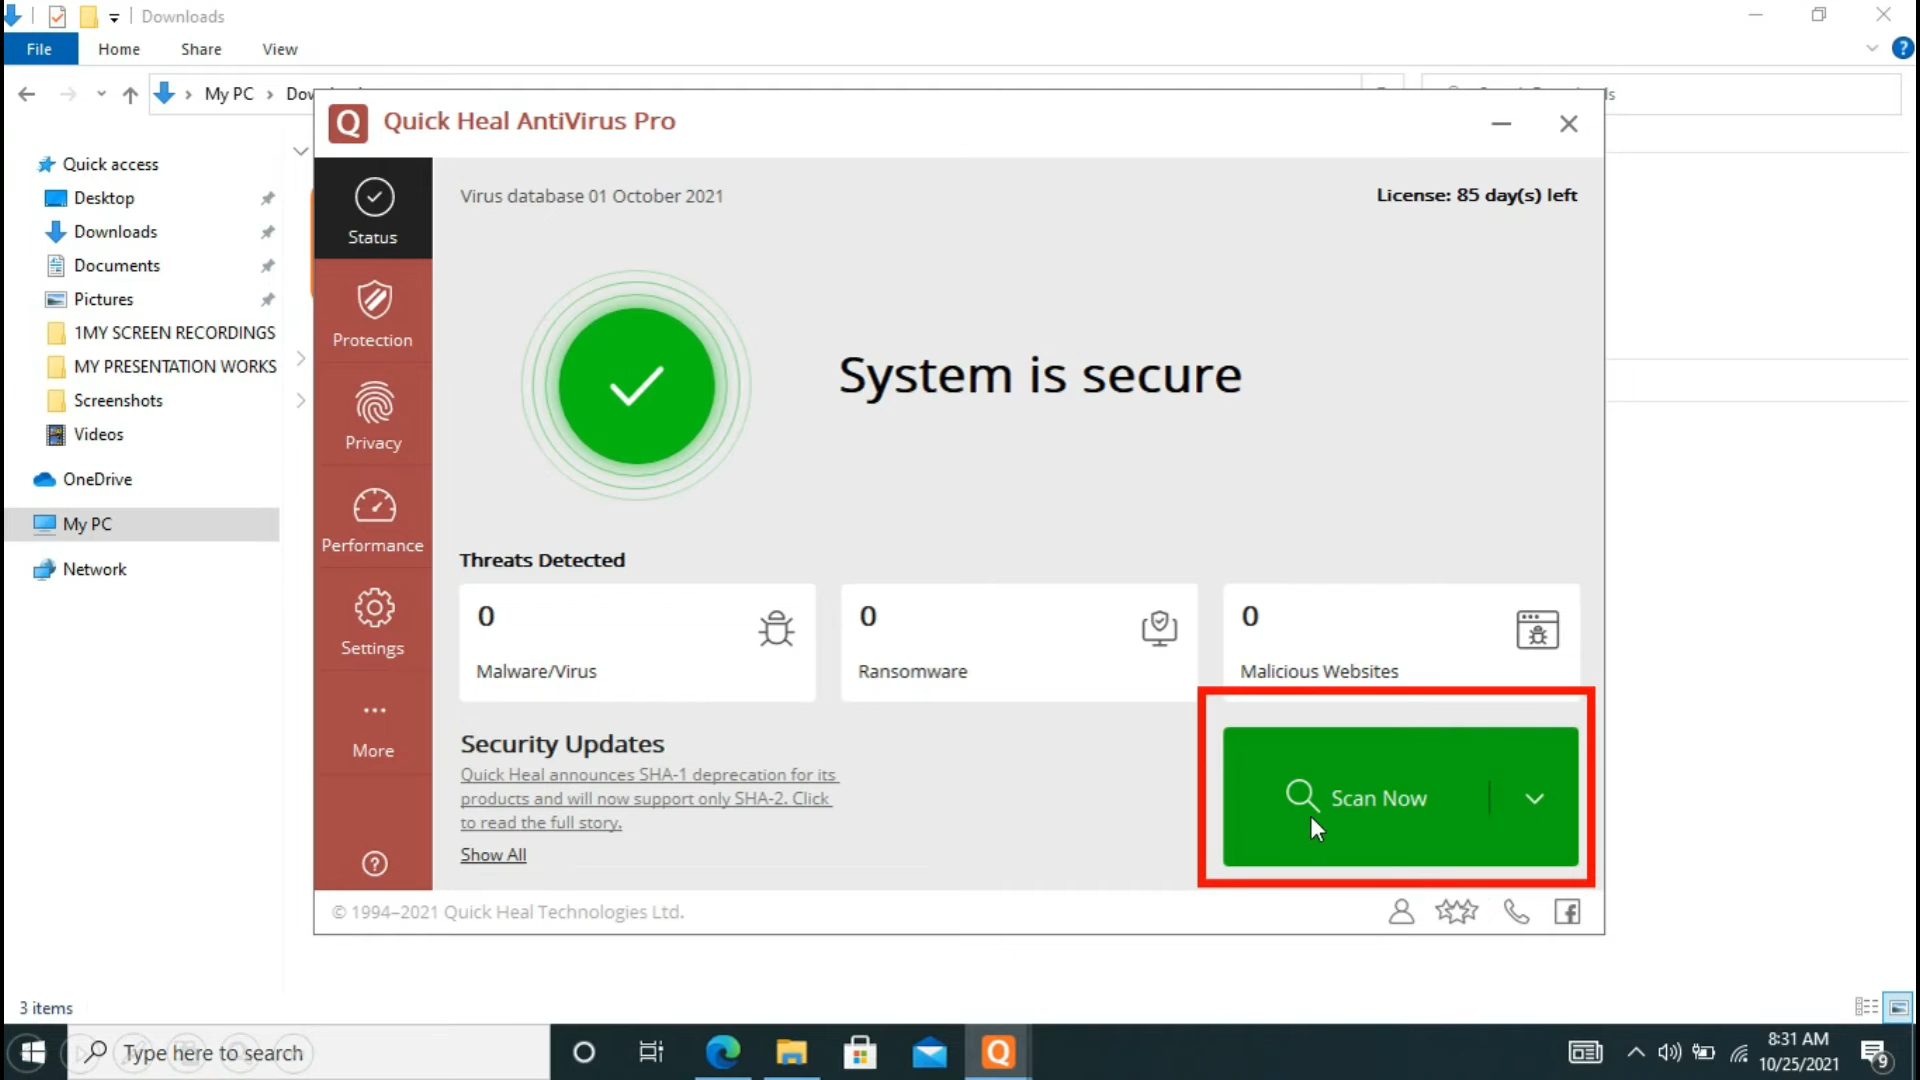 Downloads
File Home Share View
My PC
Quick Heal AntiVirus Pro
Quick access
Desktop
Downloads
Documents
Pictures
1MY SCREEN RECORDINGS
MY PRESENTATION WORKS
Screenshots
Videos
OneDrive
My PC
Network
Status
Protection
Privacy
Performance
Settings
More
Virus database 01 October 2021
License: 85 day(s) left
System is secure
Threats Detected
0
Malware/Virus
0
Ransomware
0
Malicious Websites
Security Updates
Quick Heal announces SHA-1 deprecation for its
products and will now support only SHA-2. Click
to read the full story.
Show All
Scan Now
© 1994–2021 Quick Heal Technologies Ltd.
3 items
Type here to search
8:31 AM
10/25/2021
9